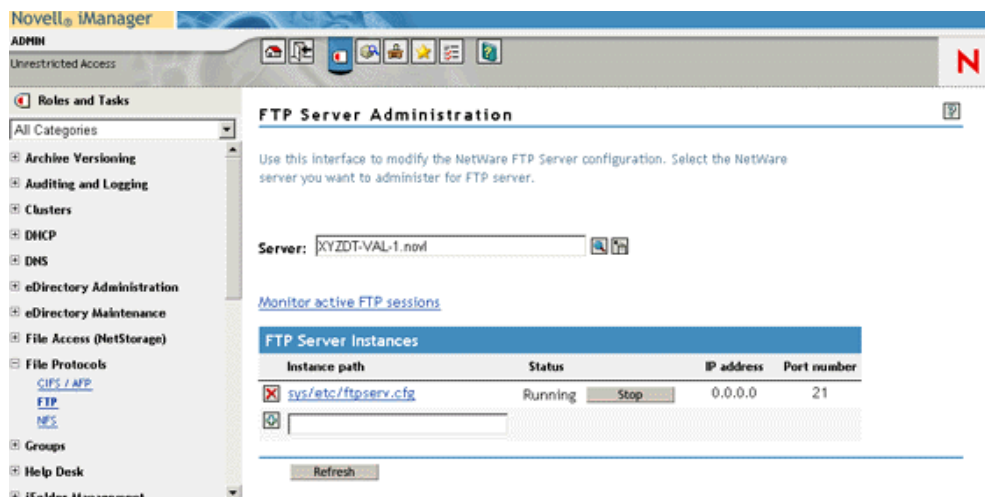 Novell® iManager
ADMIN
Unrestricted Access
N
Roles and Tasks
All Categories
Archive Versioning
Auditing and Logging
Clusters
DHCP
DNS
eDirectory Administration
eDirectory Maintenance
File Access (NetStorage)
File Protocols
CIFS / AFP
FTP
NFS
Groups
Help Desk
iFolder Management
FTP Server Administration
Use this interface to modify the NetWare FTP Server configuration. Select the NetWare
server you want to administer for FTP server.
Server: XYZDT-VAL-1.novl
Monitor active FTP sessions
FTP Server Instances
Instance path Status IP address Port number
sys/etc/ftpserv.cfg Running Stop 0.0.0.0 21
Refresh